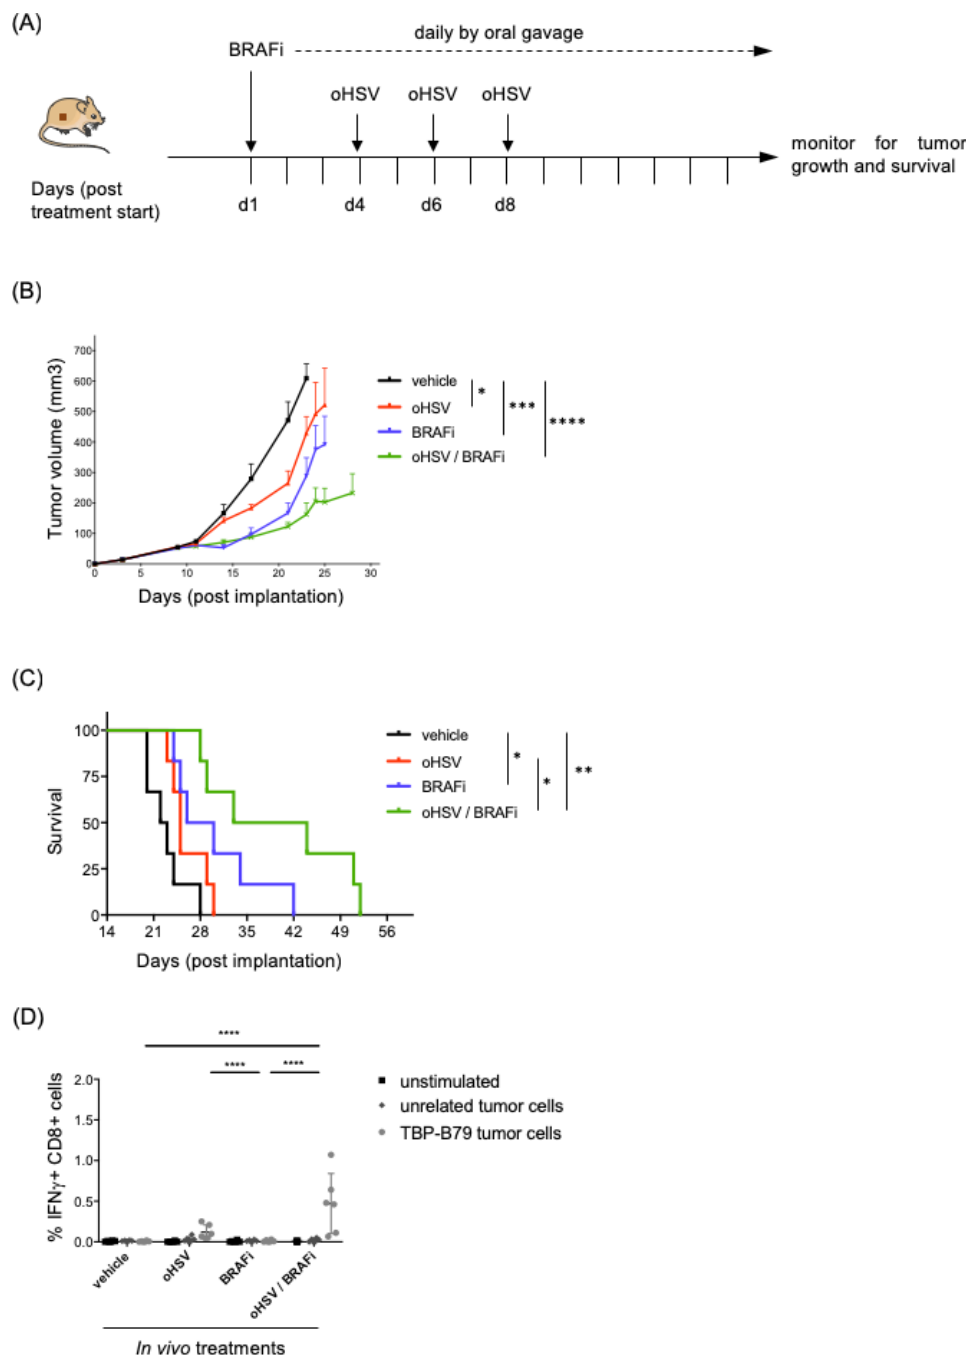 (A)
daily by oral gavage
BRAFi
oHSV oHSV oHSV
monitor for tumor
growth and survival
Days (post
treatment start)
d1 d4 d6 d8
(B)
Tumor volume (mm3)
700
600
500
400
300
200
100
0
0 5 10 15 20 25 30
Days (post implantation)
vehicle
oHSV
BRAFi
oHSV / BRAFi
*
***
****
(C)
Survival
100
75
50
25
0
14 21 28 35 42 49 56
Days (post implantation)
vehicle
oHSV
BRAFi
oHSV / BRAFi
*
*
**
(D)
****
**** ****
% IFNγ+ CD8+ cells
2.0
1.5
1.0
0.5
0.0
unstimulated
unrelated tumor cells
TBP-B79 tumor cells
vehicle oHSV BRAFi oHSV / BRAFi
In vivo treatments